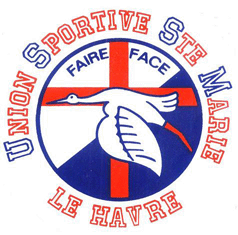 UNION SPORTIVE STE MARIE
FAIRE FACE
LE HAVRE